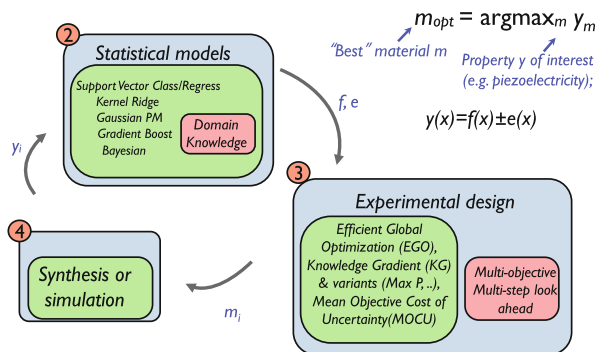 m_opt = argmax_m y_m
"Best" material m
Property y of interest
(e.g. piezoelectricity);
y(x)=f(x)±e(x)
2
Statistical models
Support Vector Class/Regress
Kernel Ridge
Gaussian PM
Gradient Boost
Bayesian
Domain
Knowledge
f, e
3
Experimental design
Efficient Global
Optimization (EGO),
Knowledge Gradient (KG)
& variants (Max P, ..),
Mean Objective Cost of
Uncertainty(MOCU)
Multi-objective
Multi-step look
ahead
m_i
4
Synthesis or
simulation
y_i